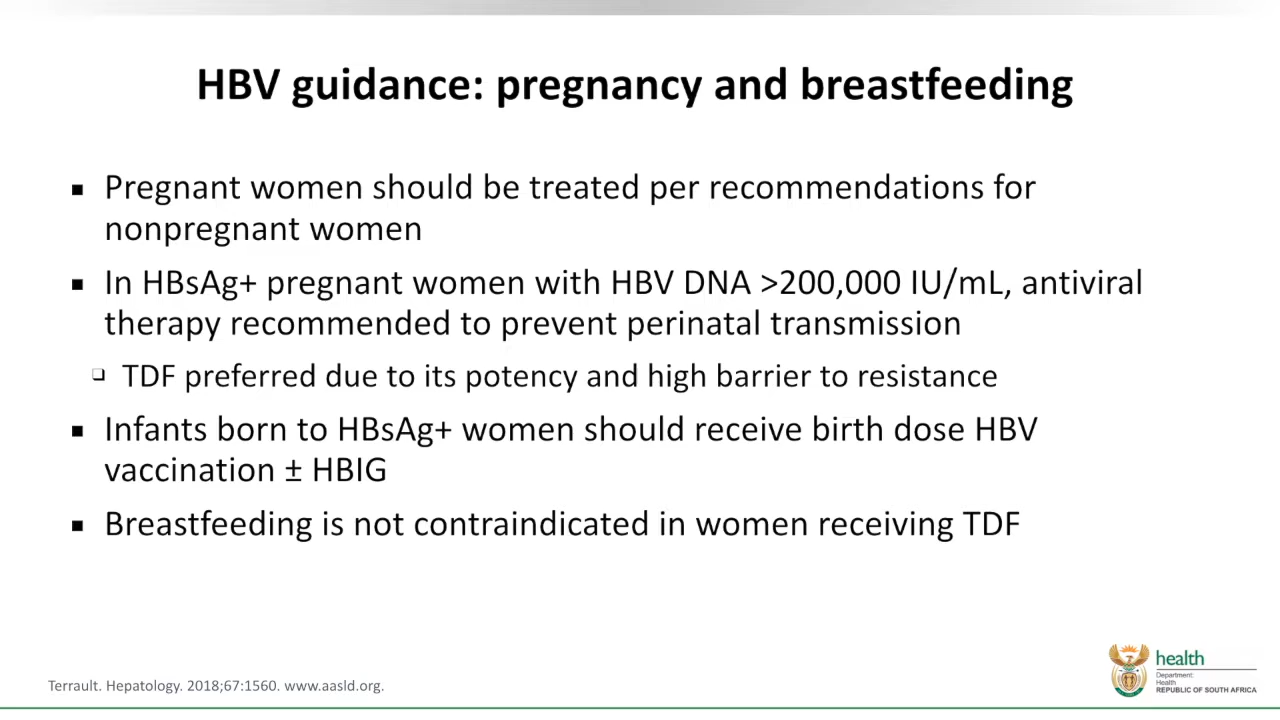 HBV guidance: pregnancy and breastfeeding
Pregnant women should be treated per recommendations for
nonpregnant women
In HBsAg+ pregnant women with HBV DNA >200,000 IU/mL, antiviral
therapy recommended to prevent perinatal transmission
TDF preferred due to its potency and high barrier to resistance
Infants born to HBsAg+ women should receive birth dose HBV
vaccination ± HBIG
Breastfeeding is not contraindicated in women receiving TDF
Terrault. Hepatology. 2018;67:1560. www.aasld.org.
health
Department:
Health
REPUBLIC OF SOUTH AFRICA